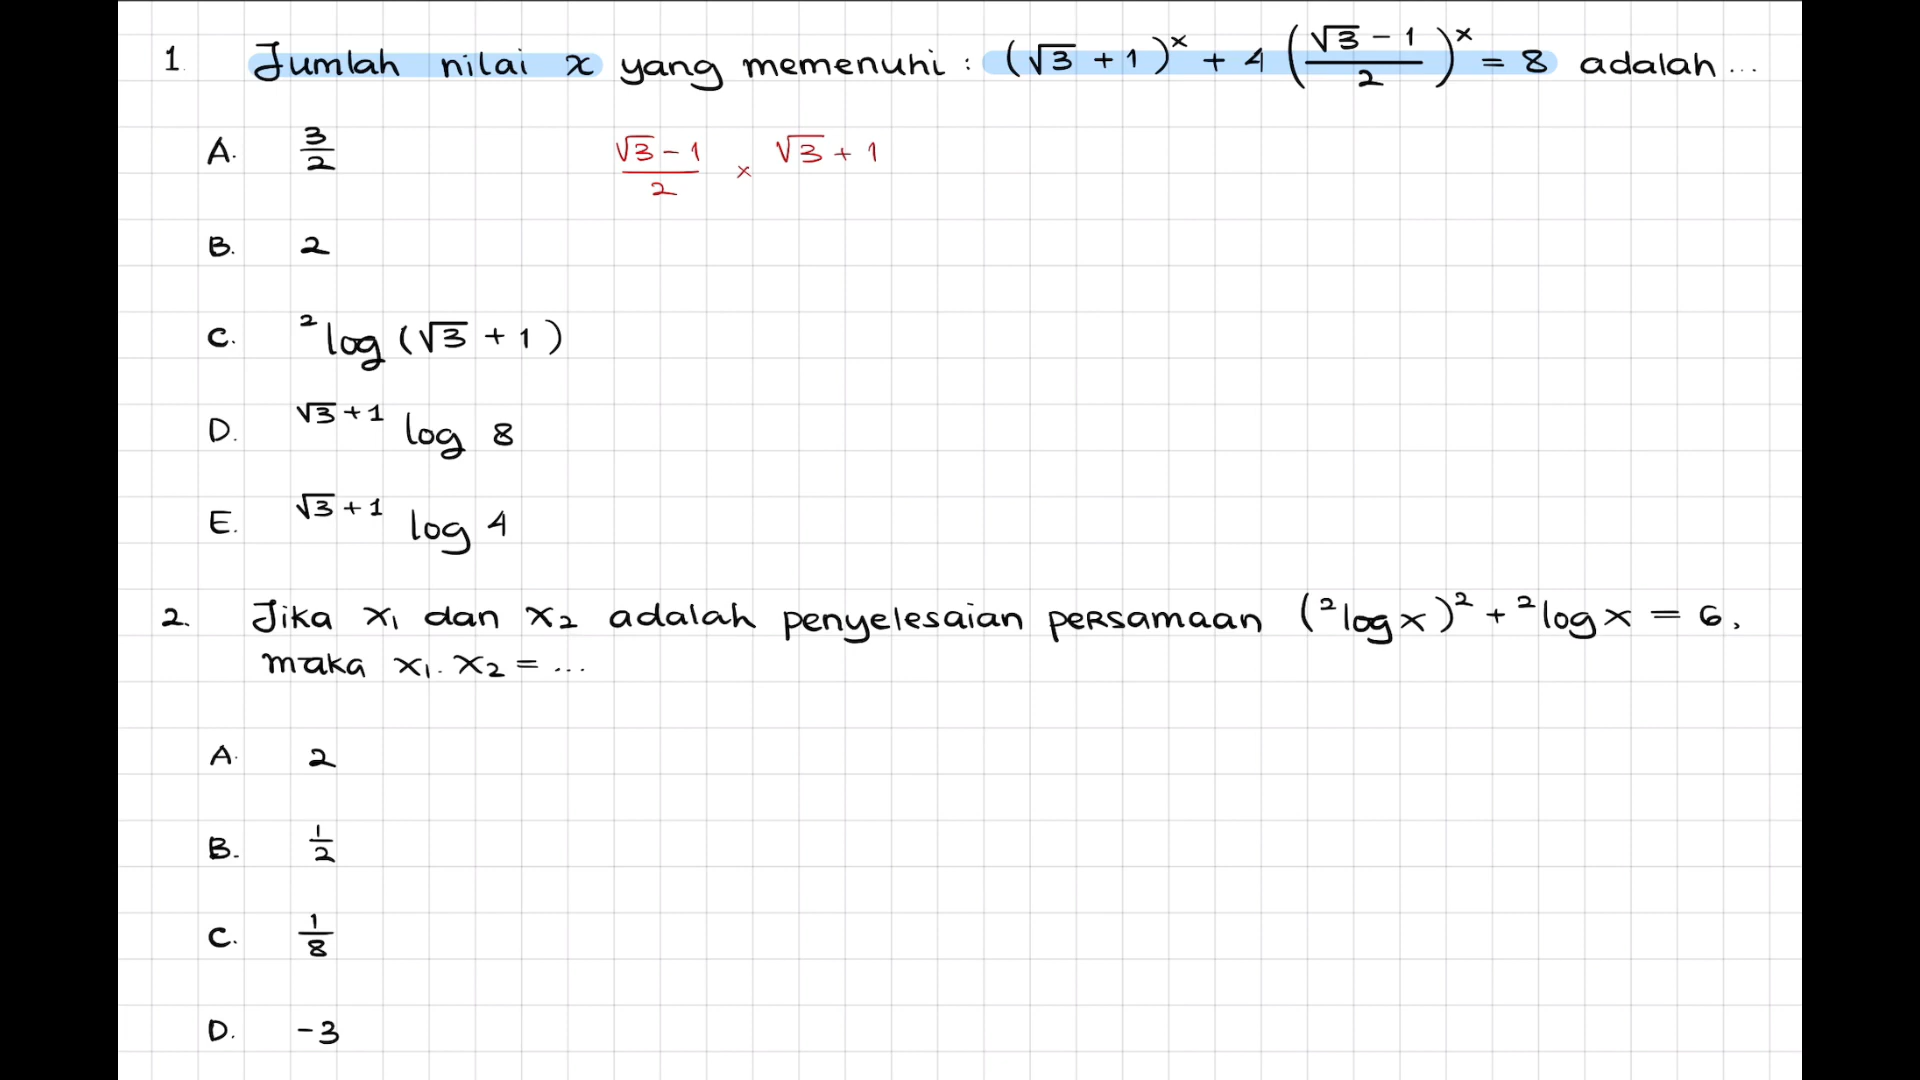 1. Jumlah nilai x yang memenuhi : (√3 + 1)^x + 4 ((√3 - 1)/2)^x = 8 adalah ...
A. 3/2
(√3 - 1)/2 × √3 + 1
B. 2
C. ²log (√3 + 1)
D. ^(√3 + 1) log 8
E. ^(√3 + 1) log 4
2. Jika x₁ dan x₂ adalah penyelesaian persamaan (²log x)² + ²log x = 6,
maka x₁ . x₂ = ...
A. 2
B. 1/2
C. 1/8
D. -3